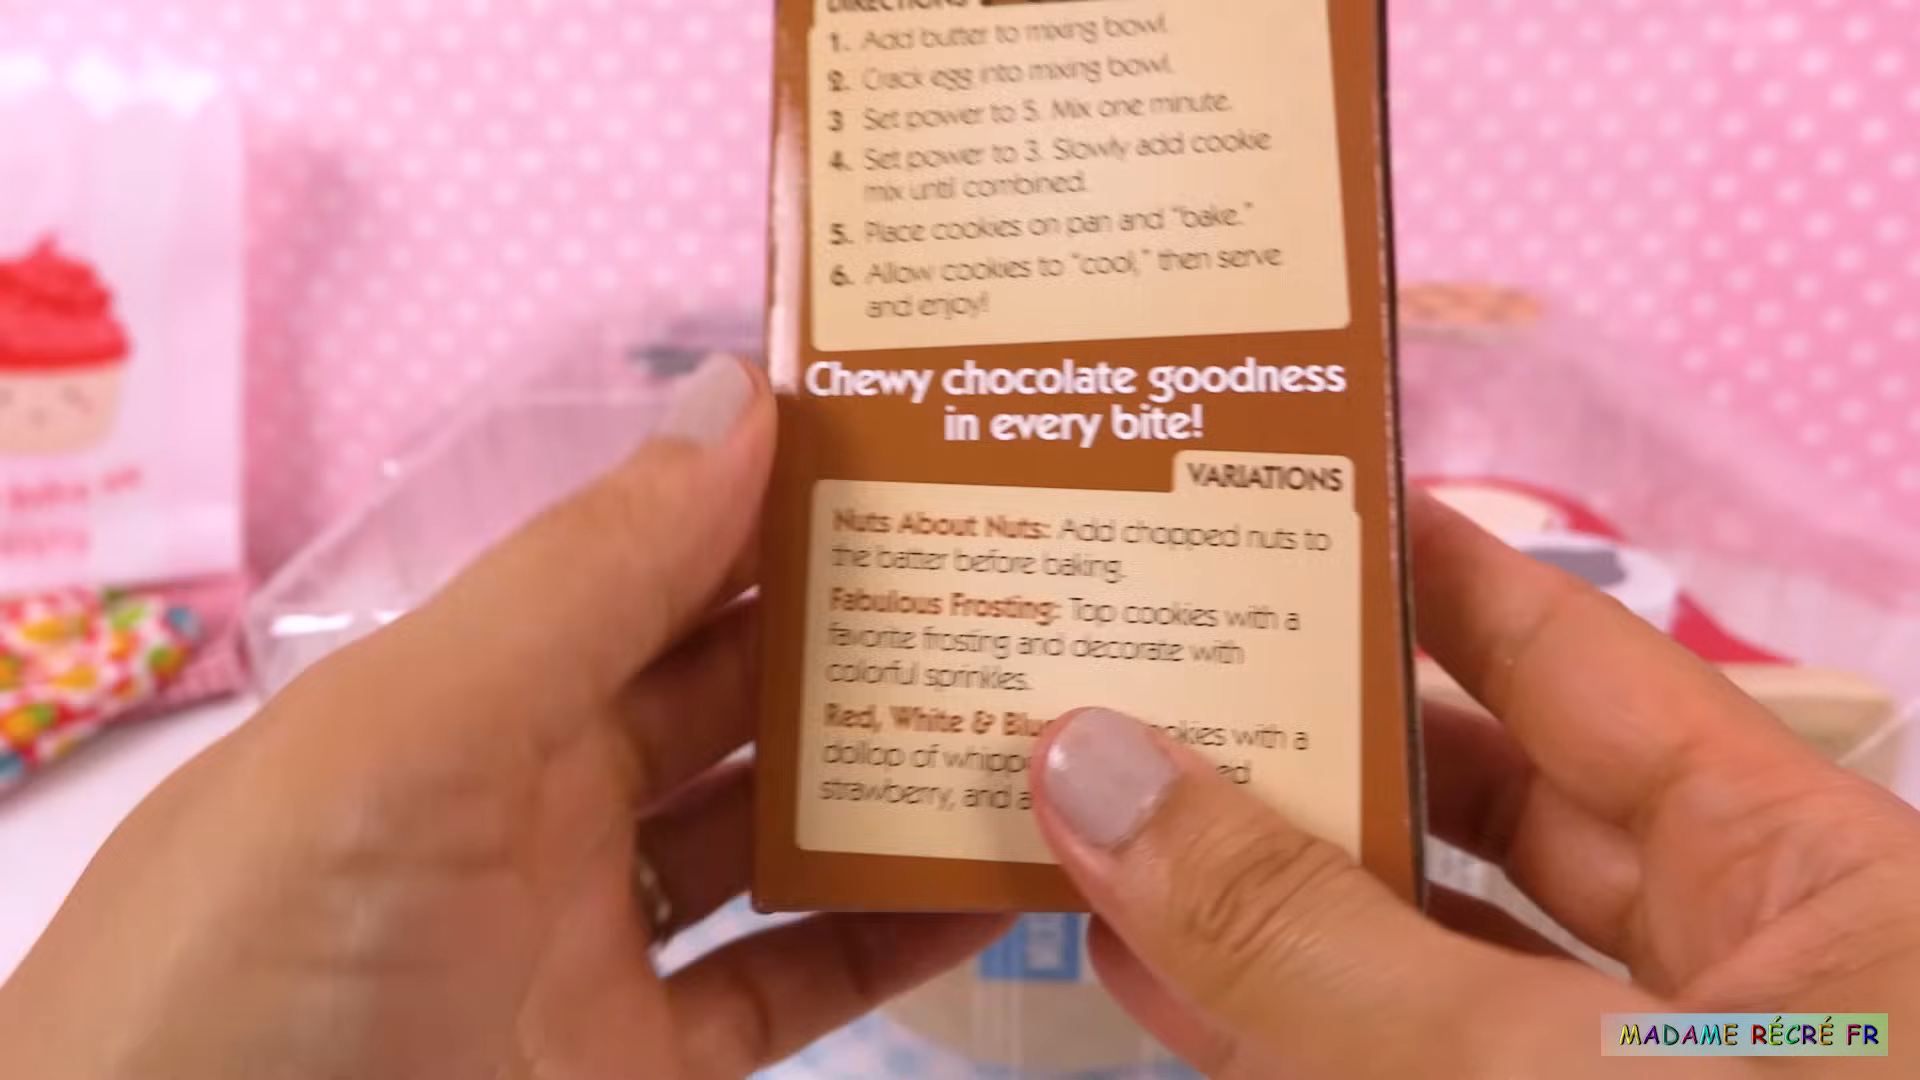 DIRECTIONS
1. Add butter to mixing bowl.
2. Crack egg into mixing bowl.
3 Set power to 5. Mix one minute.
4. Set power to 3. Slowly add cookie
mix until combined.
5. Place cookies on pan and "bake."
6. Allow cookies to "cool," then serve
and enjoy!
Chewy chocolate goodness
in every bite!
VARIATIONS
Nuts About Nuts: Add chopped nuts to
the batter before baking.
Fabulous Frosting: Top cookies with a
favorite frosting and decorate with
colorful sprinkles.
Red, White & with a
dollop of
strawberry, and
MADAME RÉCRÉ FR